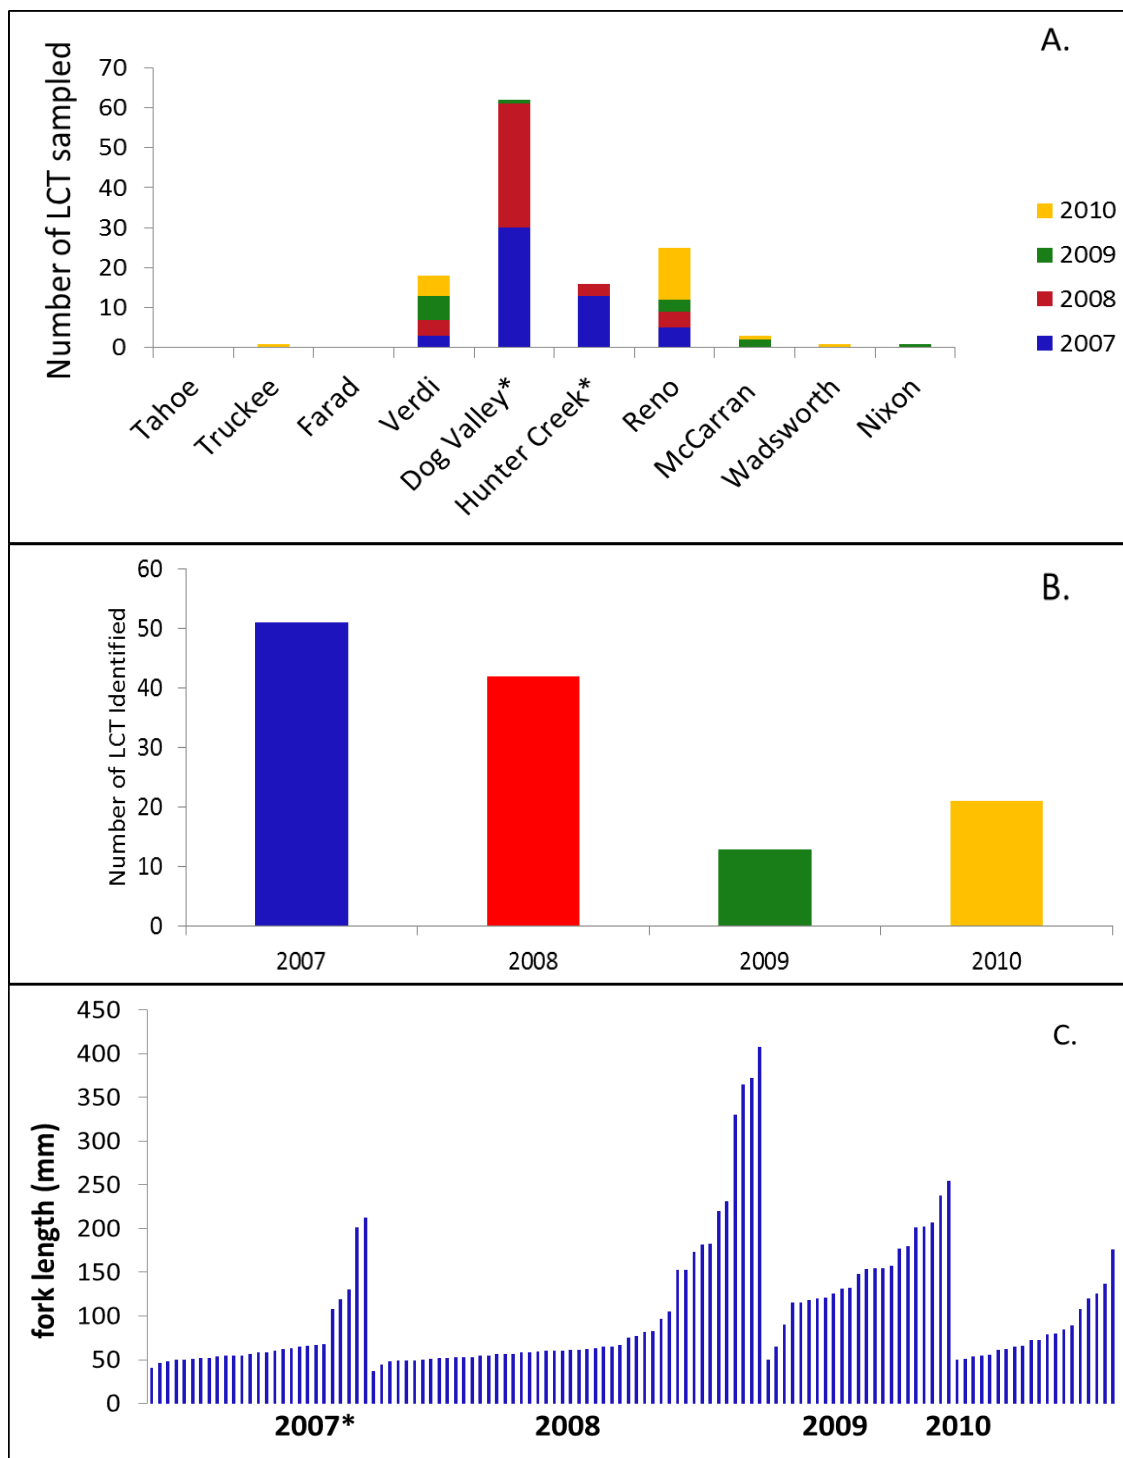 A.
Number of LCT sampled
70
60
50
40
30
20
10
0
Tahoe
Truckee
Farad
Verdi
Dog Valley*
Hunter Creek*
Reno
McCarran
Wadsworth
Nixon
2010
2009
2008
2007
B.
Number of LCT Identified
60
50
40
30
20
10
0
2007
2008
2009
2010
C.
fork length (mm)
450
400
350
300
250
200
150
100
50
0
2007*
2008
2009
2010